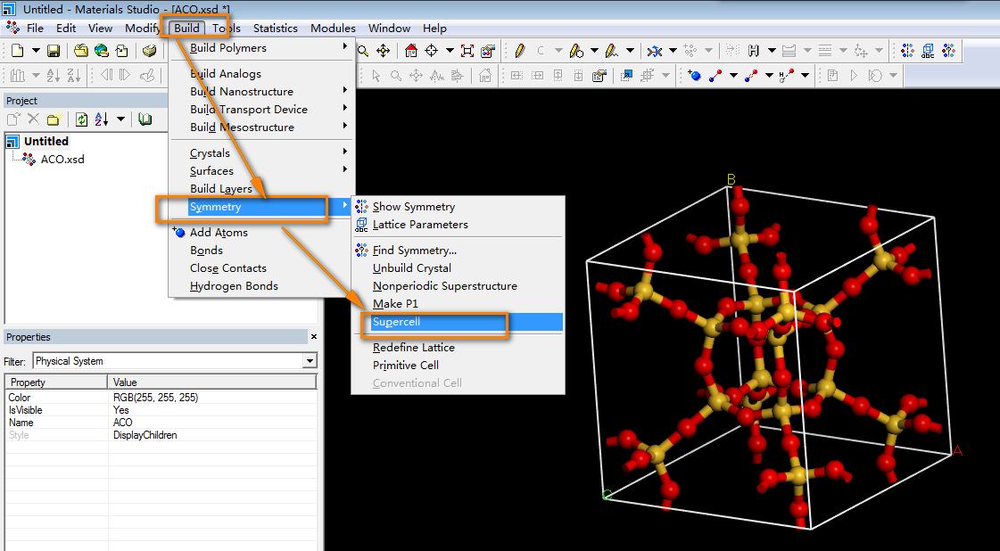 Untitled - Materials Studio - [ACO.xsd *]
File Edit View Modify Build Tools Statistics Modules Window Help
Build Polymers
Build Analogs
Build Nanostructure
Build Transport Device
Build Mesostructure
Crystals
Surfaces
Build Layers
Symmetry
Add Atoms
Bonds
Close Contacts
Hydrogen Bonds
Show Symmetry
Lattice Parameters
Find Symmetry...
Unbuild Crystal
Nonperiodic Superstructure
Make P1
Supercell
Redefine Lattice
Primitive Cell
Conventional Cell
Project
Untitled
ACO.xsd
Properties
Filter: Physical System
Property Value
Color RGB(255, 255, 255)
IsVisible Yes
Name ACO
Style DisplayChildren
B
A
C